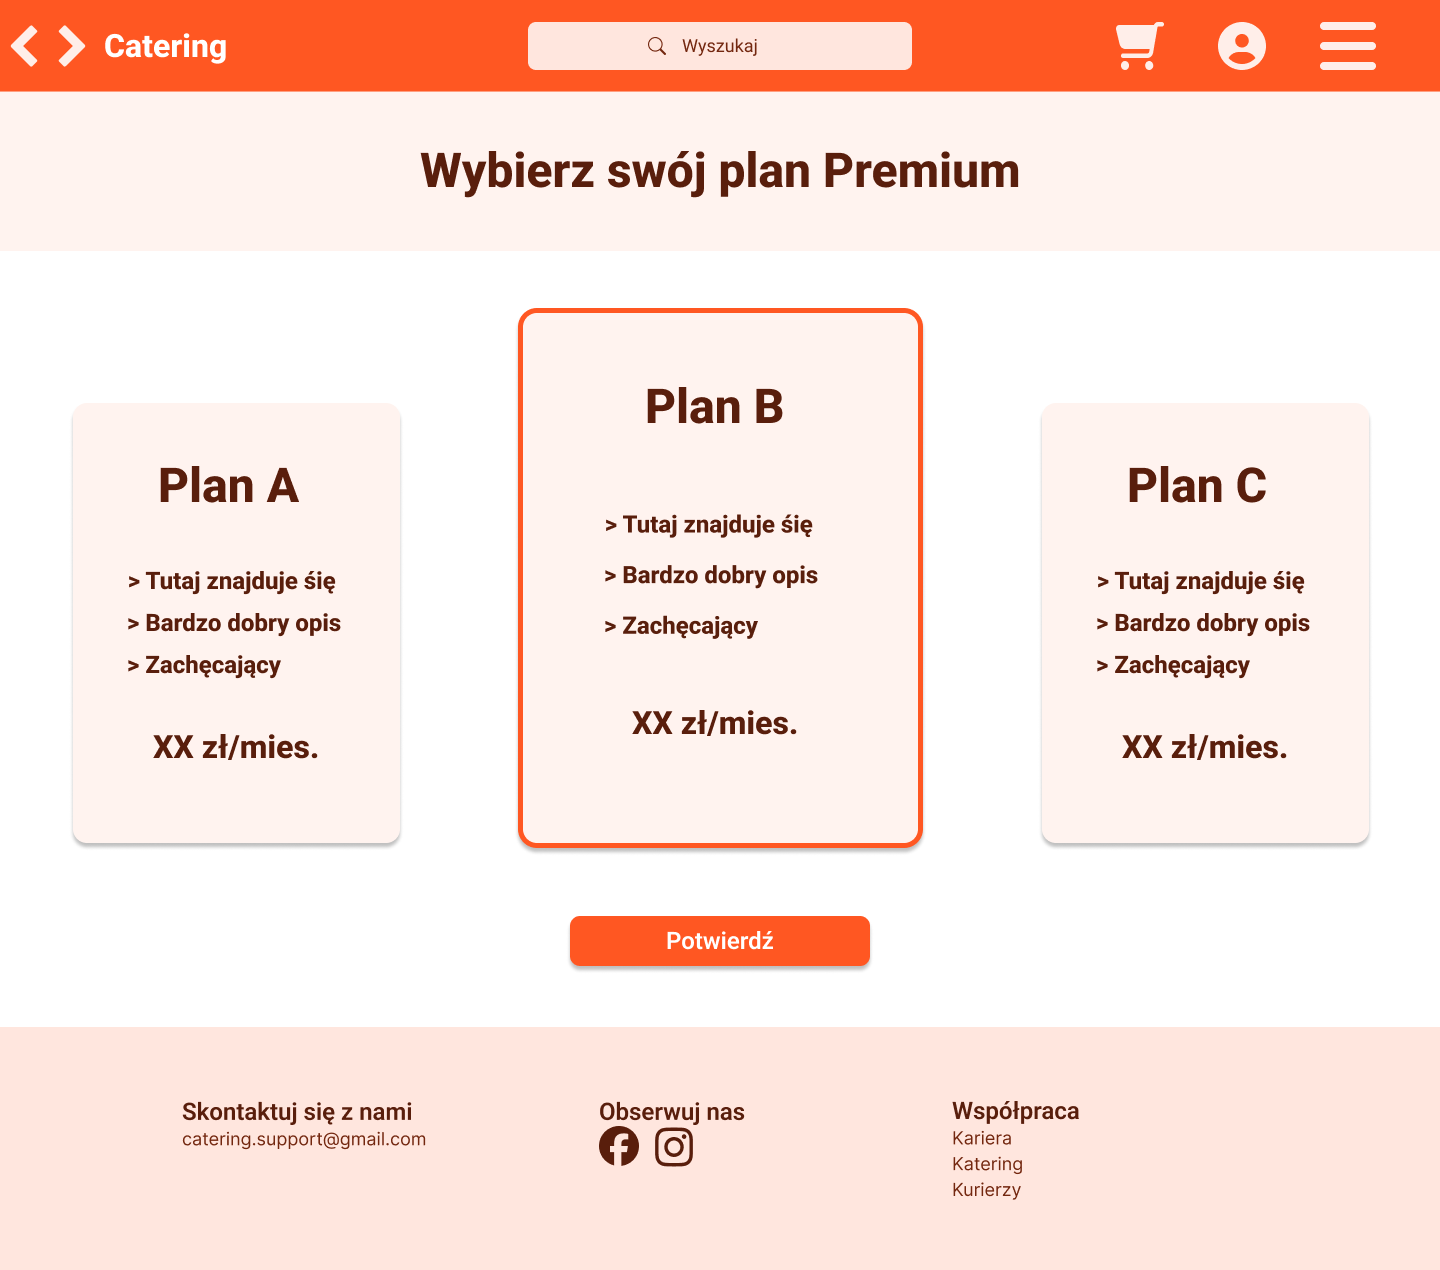 Catering
Wyszukaj
Wybierz swój plan Premium
Plan A
> Tutaj znajduje śię
> Bardzo dobry opis
> Zachęcający
XX zł/mies.
Plan B
> Tutaj znajduje śię
> Bardzo dobry opis
> Zachęcający
XX zł/mies.
Plan C
> Tutaj znajduje śię
> Bardzo dobry opis
> Zachęcający
XX zł/mies.
Potwierdź
Skontaktuj się z nami
catering.support@gmail.com
Obserwuj nas
Współpraca
Kariera
Katering
Kurierzy